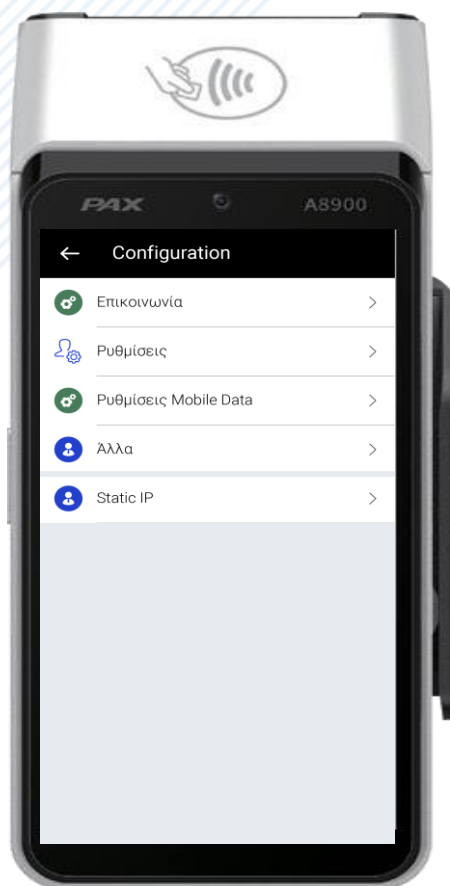 PAX A8900
Configuration
Επικοινωνία
Ρυθμίσεις
Ρυθμίσεις Mobile Data
Άλλα
Static IP